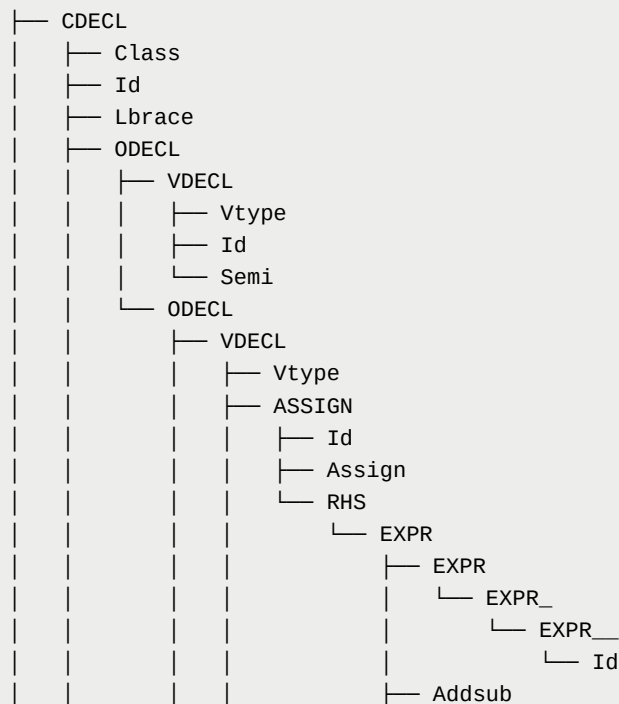 ├── CDECL
│   ├── Class
│   ├── Id
│   ├── Lbrace
│   ├── ODECL
│   │   ├── VDECL
│   │   │   ├── Vtype
│   │   │   ├── Id
│   │   │   └── Semi
│   │   └── ODECL
│   │       ├── VDECL
│   │       │   ├── Vtype
│   │       │   ├── ASSIGN
│   │       │   │   ├── Id
│   │       │   │   ├── Assign
│   │       │   │   └── RHS
│   │       │   │       └── EXPR
│   │       │   │           ├── EXPR
│   │       │   │           │   └── EXPR_
│   │       │   │           │       └── EXPR__
│   │       │   │           │           └── Id
│   │       │   │           ├── Addsub